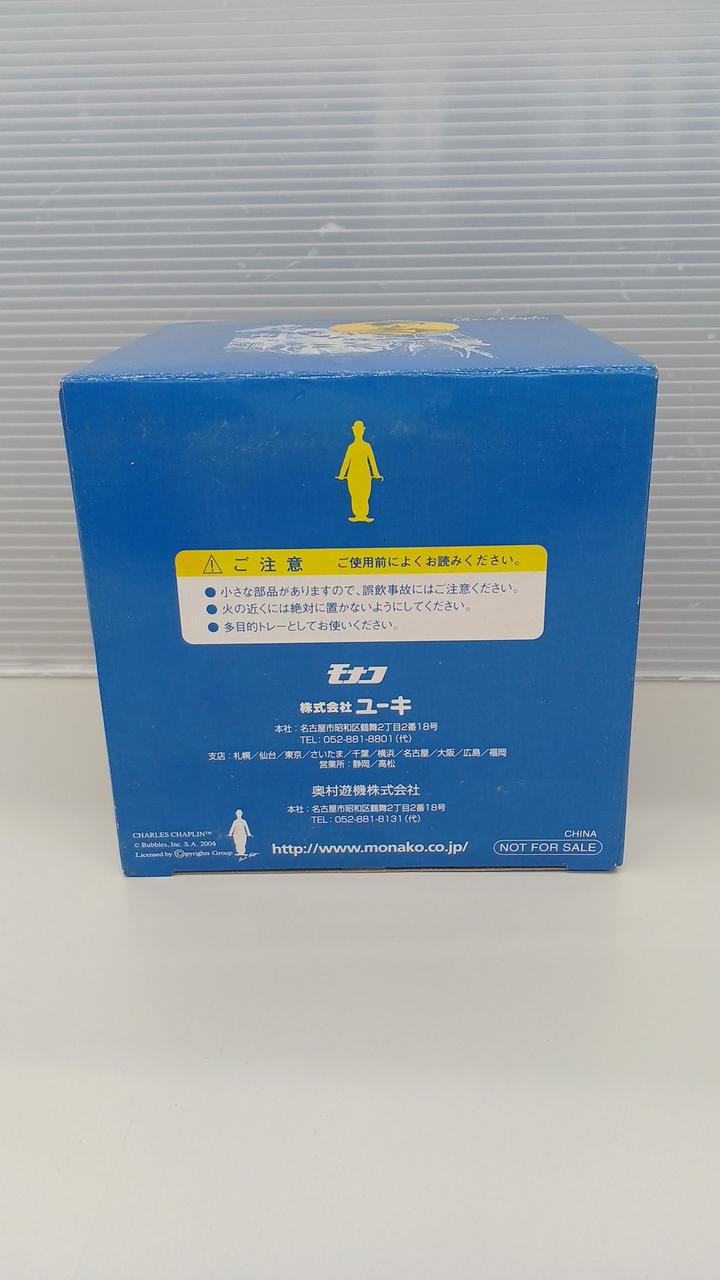 Charlie Chaplin
ご注意 ご使用前によくお読みください。
● 小さな部品がありますので、誤飲事故にはご注意ください。
● 火の近くには絶対に置かないようにしてください。
● 多目的トレーとしてお使いください。
モナコ
株式会社ユーキ
本社:名古屋市昭和区鶴舞2丁目2番18号
TEL:052-881-8801(代)
支店:札幌/仙台/東京/さいたま/千葉/横浜/名古屋/大阪/広島/福岡
営業所:静岡/高松
奥村遊機株式会社
本社:名古屋市昭和区鶴舞2丁目2番18号
TEL:052-881-8131(代)
CHARLES CHAPLIN™
© Bubbles, Inc. S.A. 2004
Licensed by Copyrights Group
http://www.monako.co.jp/
CHINA
NOT FOR SALE